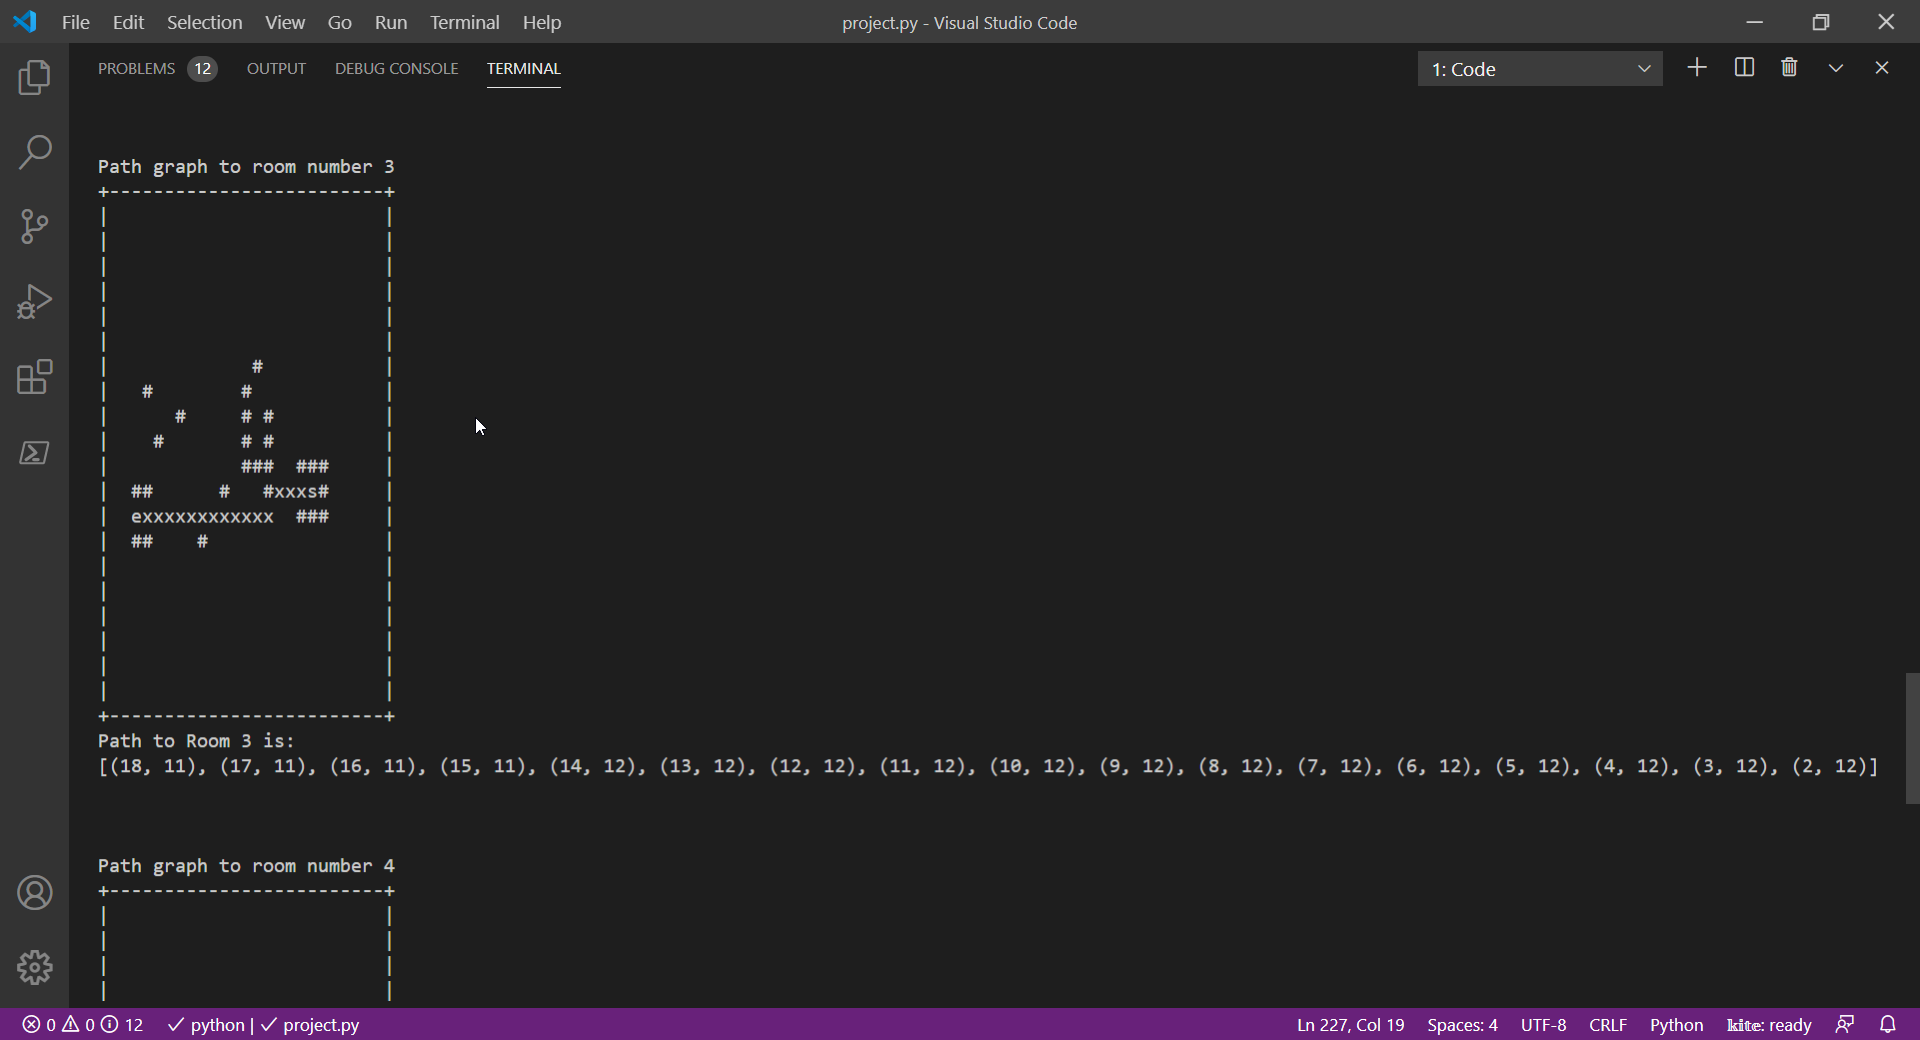 File Edit Selection View Go Run Terminal Help project.py - Visual Studio Code
PROBLEMS 12 OUTPUT DEBUG CONSOLE TERMINAL 1: Code
Path graph to room number 3
+-------------------------+
|                         |
|                         |
|                         |
|                         |
|                         |
|                         |
|             #           |
|   #        #            |
|      #     # #          |
|    #       # #          |
|            ###  ###     |
|  ##      #   #xxxs#     |
|  exxxxxxxxxxxx  ###     |
|  ##    #                |
|                         |
|                         |
|                         |
|                         |
|                         |
|                         |
+-------------------------+
Path to Room 3 is:
[(18, 11), (17, 11), (16, 11), (15, 11), (14, 12), (13, 12), (12, 12), (11, 12), (10, 12), (9, 12), (8, 12), (7, 12), (6, 12), (5, 12), (4, 12), (3, 12), (2, 12)]
Path graph to room number 4
+-------------------------+
|                         |
|                         |
|                         |
|                         |
0 0 12 python | project.py Ln 227, Col 19 Spaces: 4 UTF-8 CRLF Python kite: ready